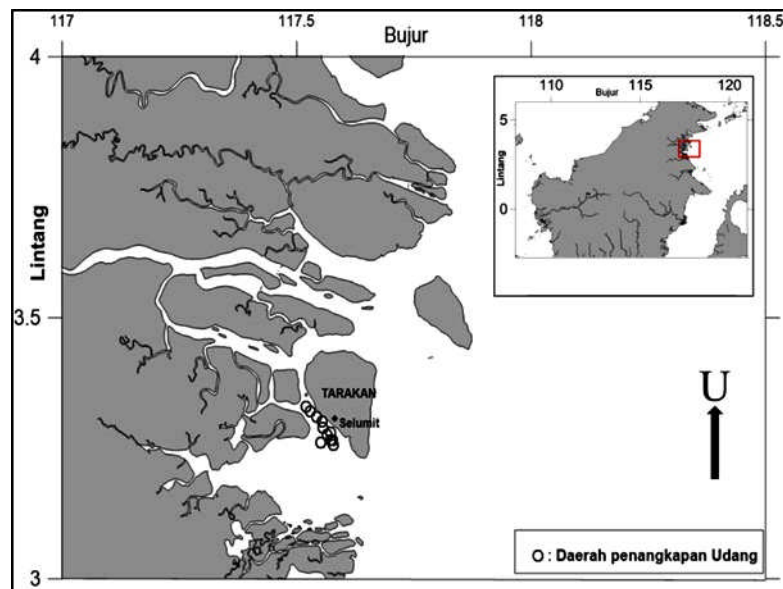 117 117.5 118 118.5
Bujur
4
Lintang
3.5
3
110 115 120
Bujur
5
Lintang
0
TARAKAN
Selumit
U
O : Daerah penangkapan Udang